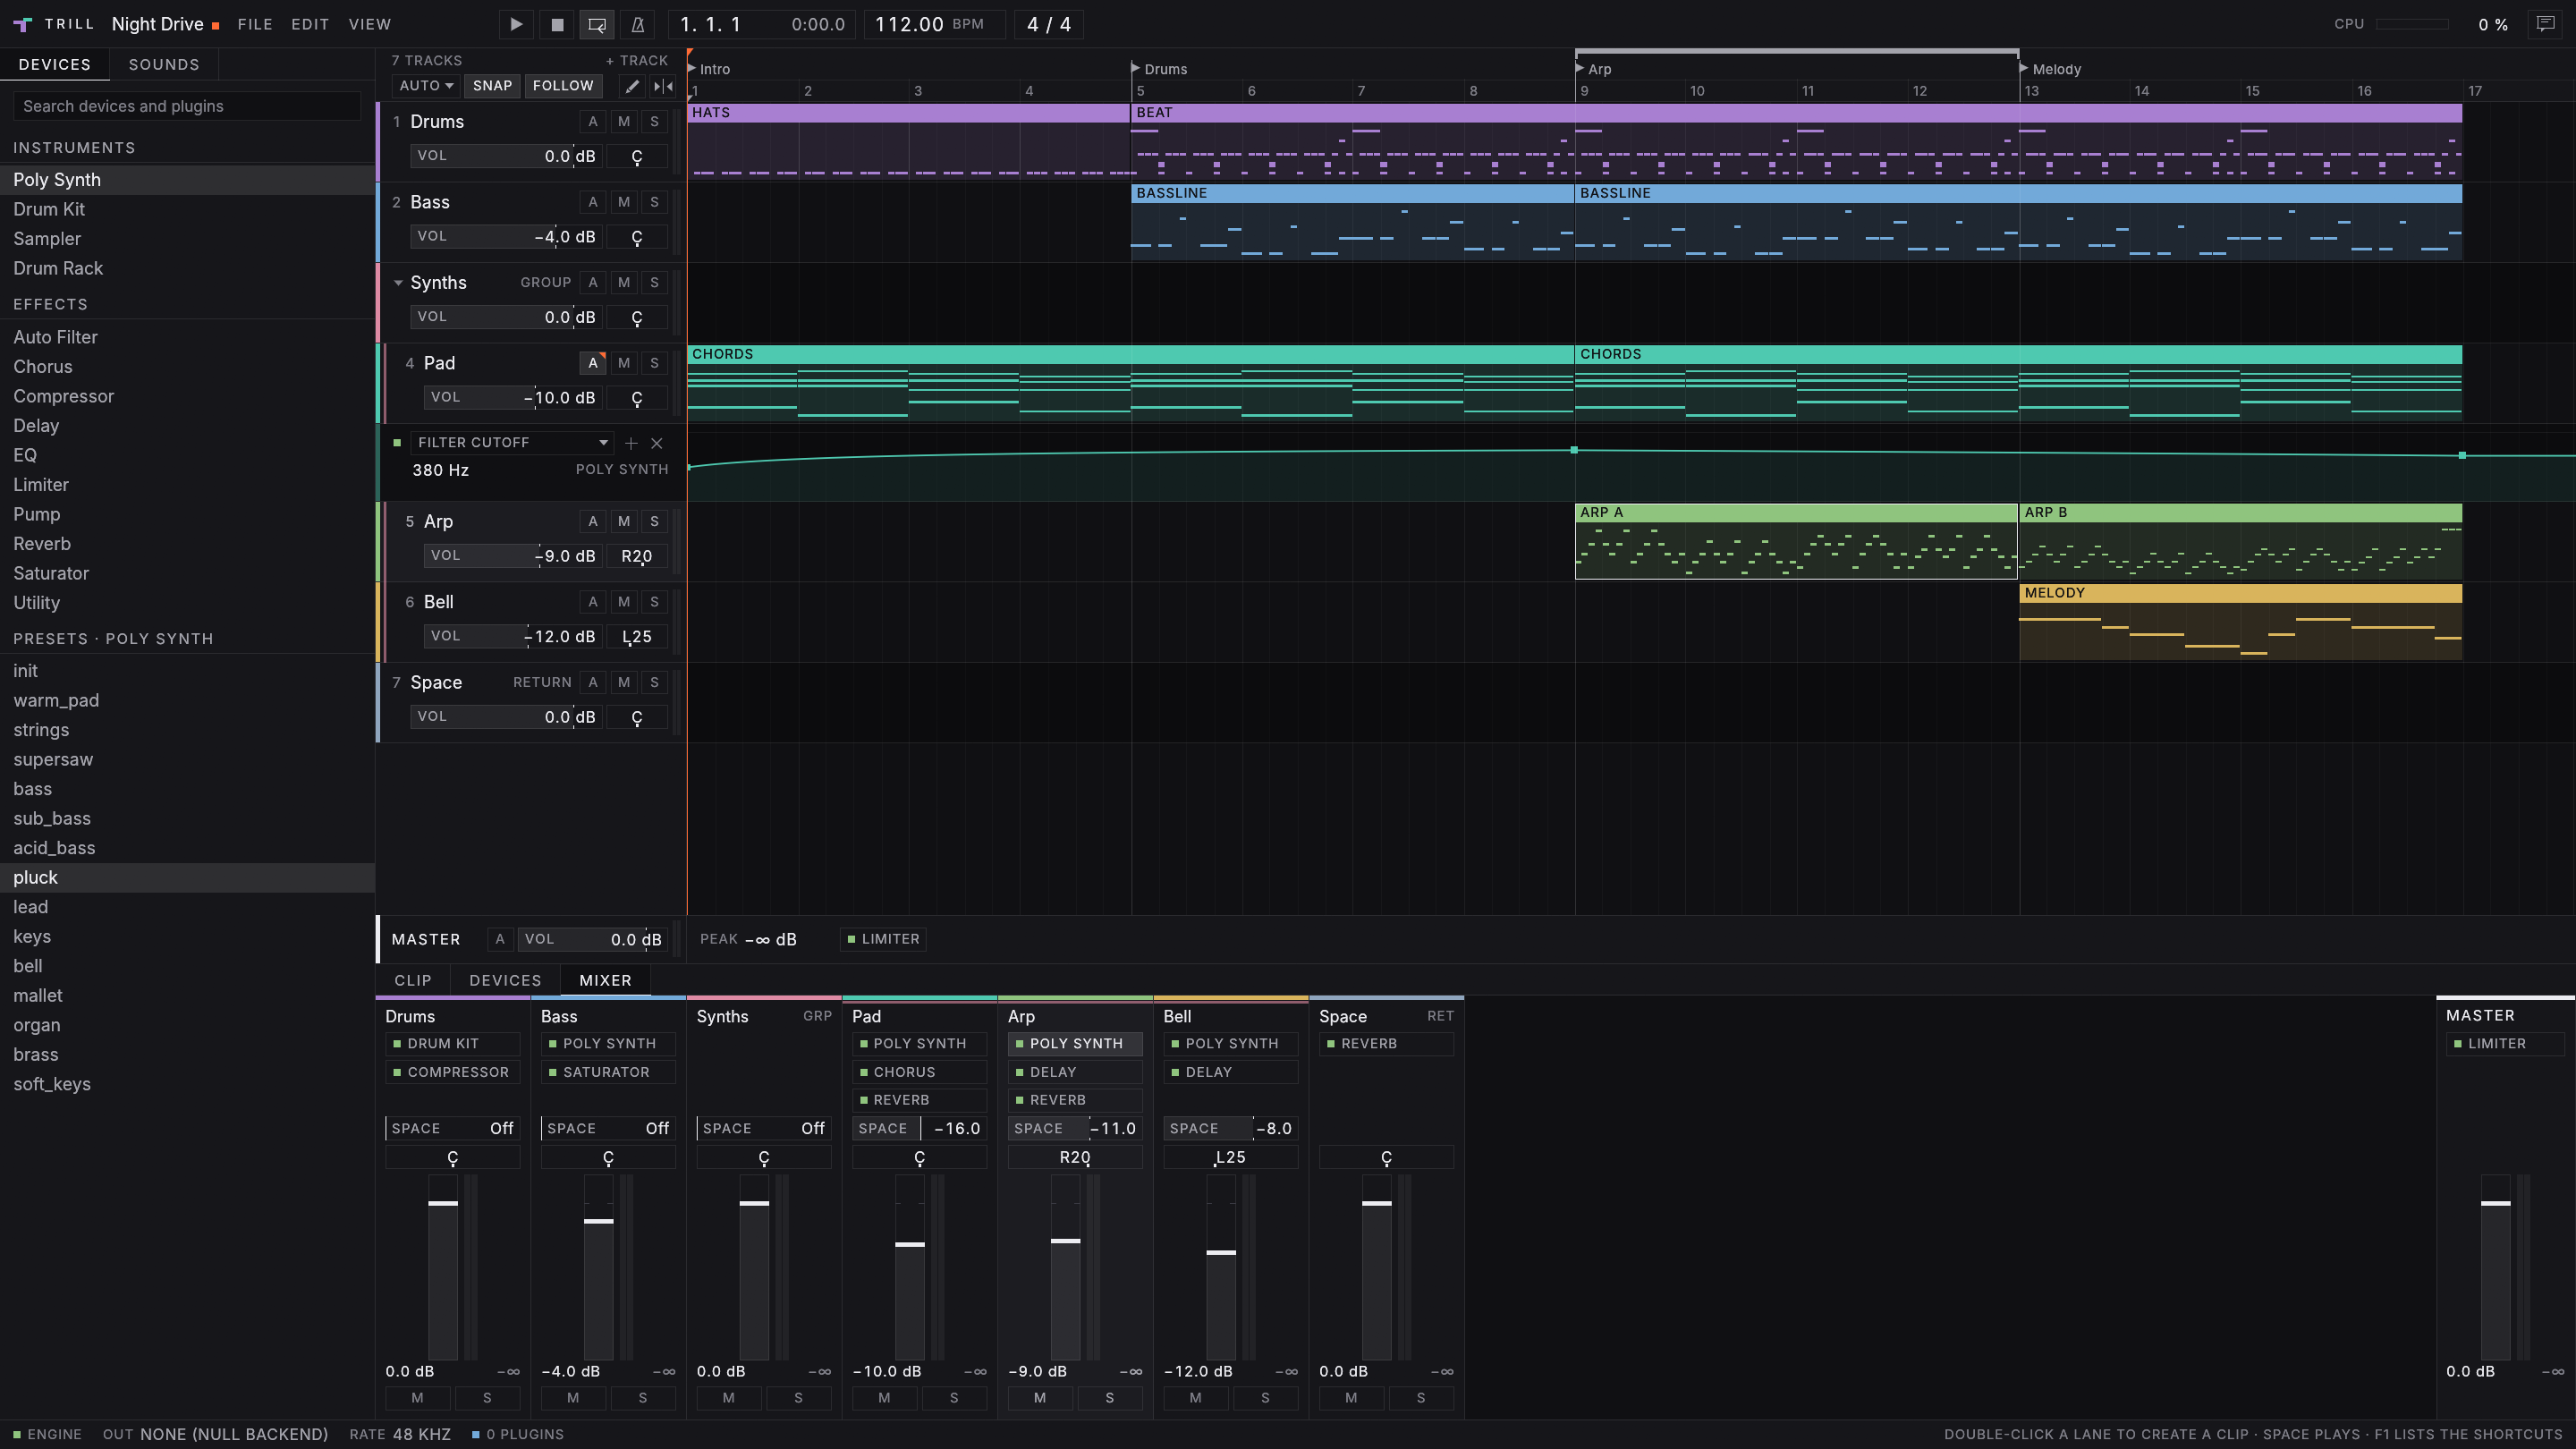 TRILL Night Drive FILE EDIT VIEW 1. 1. 1 0:00.0 112.00 BPM 4 / 4 CPU 0 %
DEVICES SOUNDS
Search devices and plugins
INSTRUMENTS
Poly Synth
Drum Kit
Sampler
Drum Rack
EFFECTS
Auto Filter
Chorus
Compressor
Delay
EQ
Limiter
Pump
Reverb
Saturator
Utility
PRESETS · POLY SYNTH
init
warm_pad
strings
supersaw
bass
sub_bass
acid_bass
pluck
lead
keys
bell
mallet
organ
brass
soft_keys
7 TRACKS + TRACK
AUTO SNAP FOLLOW
Intro Drums Arp Melody
1 2 3 4 5 6 7 8 9 10 11 12 13 14 15 16 17
1 Drums A M S
VOL 0.0 dB C
HATS BEAT
2 Bass A M S
VOL −4.0 dB C
BASSLINE BASSLINE
Synths GROUP A M S
VOL 0.0 dB C
4 Pad A M S
VOL −10.0 dB C
CHORDS CHORDS
FILTER CUTOFF
380 Hz POLY SYNTH
5 Arp A M S
VOL −9.0 dB R20
ARP A ARP B
6 Bell A M S
VOL −12.0 dB L25
MELODY
7 Space RETURN A M S
VOL 0.0 dB C
MASTER A VOL 0.0 dB PEAK −∞ dB LIMITER
CLIP DEVICES MIXER
Drums Bass Synths GRP Pad Arp Bell Space RET MASTER
DRUM KIT POLY SYNTH POLY SYNTH POLY SYNTH POLY SYNTH REVERB LIMITER
COMPRESSOR SATURATOR CHORUS DELAY DELAY
REVERB REVERB
SPACE Off SPACE Off SPACE Off SPACE −16.0 SPACE −11.0 SPACE −8.0
C C C C R20 L25 C
0.0 dB −∞ −4.0 dB −∞ 0.0 dB −∞ −10.0 dB −∞ −9.0 dB −∞ −12.0 dB −∞ 0.0 dB −∞ 0.0 dB −∞
M S M S M S M S M S M S M S
ENGINE OUT NONE (NULL BACKEND) RATE 48 KHZ 0 PLUGINS DOUBLE-CLICK A LANE TO CREATE A CLIP · SPACE PLAYS · F1 LISTS THE SHORTCUTS